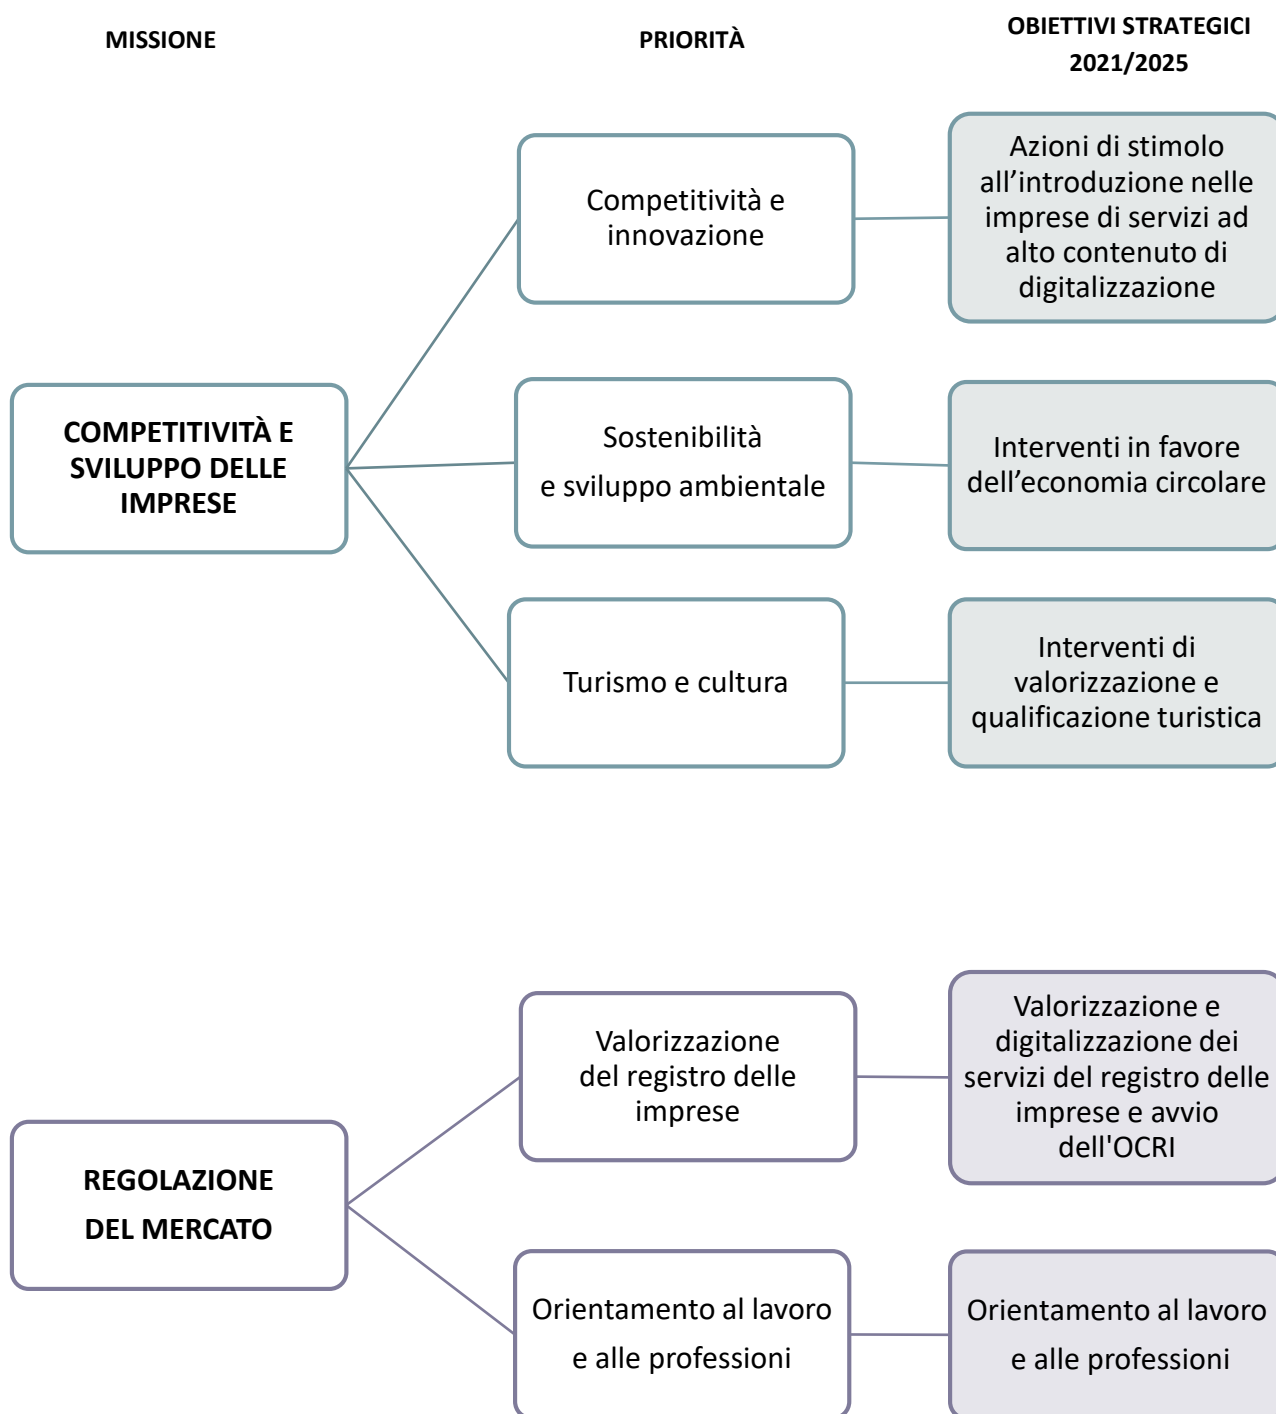 MISSIONE
PRIORITÀ
OBIETTIVI STRATEGICI
2021/2025
COMPETITIVITÀ E
SVILUPPO DELLE
IMPRESE
Competitività e
innovazione
Azioni di stimolo
all’introduzione nelle
imprese di servizi ad
alto contenuto di
digitalizzazione
Sostenibilità
e sviluppo ambientale
Interventi in favore
dell’economia circolare
Turismo e cultura
Interventi di
valorizzazione e
qualificazione turistica
REGOLAZIONE
DEL MERCATO
Valorizzazione
del registro delle
imprese
Valorizzazione e
digitalizzazione dei
servizi del registro delle
imprese e avvio
dell'OCRI
Orientamento al lavoro
e alle professioni
Orientamento al lavoro
e alle professioni